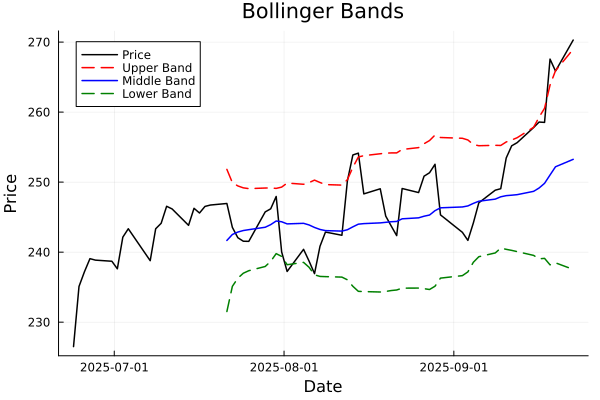 Bollinger Bands
270
260
250
240
230
Price
Price
Upper Band
Middle Band
Lower Band
2025-07-01
2025-08-01
2025-09-01
Date